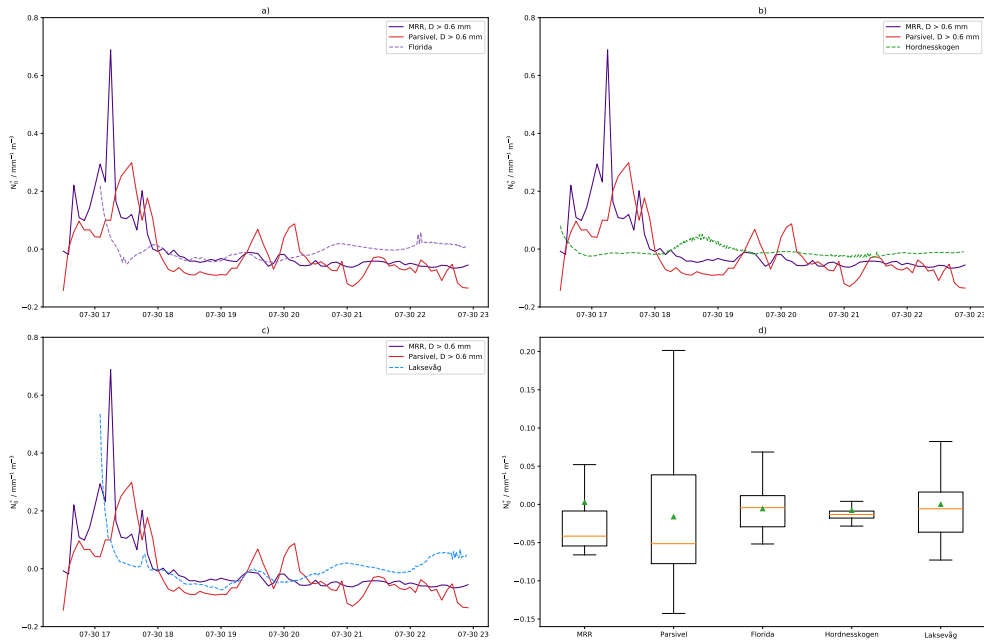 a)
0.8
0.6
0.4
0.2
0.0
−0.2
N₀* / mm⁻¹ m⁻³
07-30 17
07-30 18
07-30 19
07-30 20
07-30 21
07-30 22
07-30 23
MRR, D > 0.6 mm
Parsivel, D > 0.6 mm
Florida
b)
0.8
0.6
0.4
0.2
0.0
−0.2
N₀* / mm⁻¹ m⁻³
07-30 17
07-30 18
07-30 19
07-30 20
07-30 21
07-30 22
07-30 23
MRR, D > 0.6 mm
Parsivel, D > 0.6 mm
Hordnesskogen
c)
0.8
0.6
0.4
0.2
0.0
−0.2
N₀* / mm⁻¹ m⁻³
07-30 17
07-30 18
07-30 19
07-30 20
07-30 21
07-30 22
07-30 23
MRR, D > 0.6 mm
Parsivel, D > 0.6 mm
Laksevåg
d)
0.20
0.15
0.10
0.05
0.00
−0.05
−0.10
−0.15
N₀* / mm⁻¹ m⁻³
MRR
Parsivel
Florida
Hordnesskogen
Laksevåg